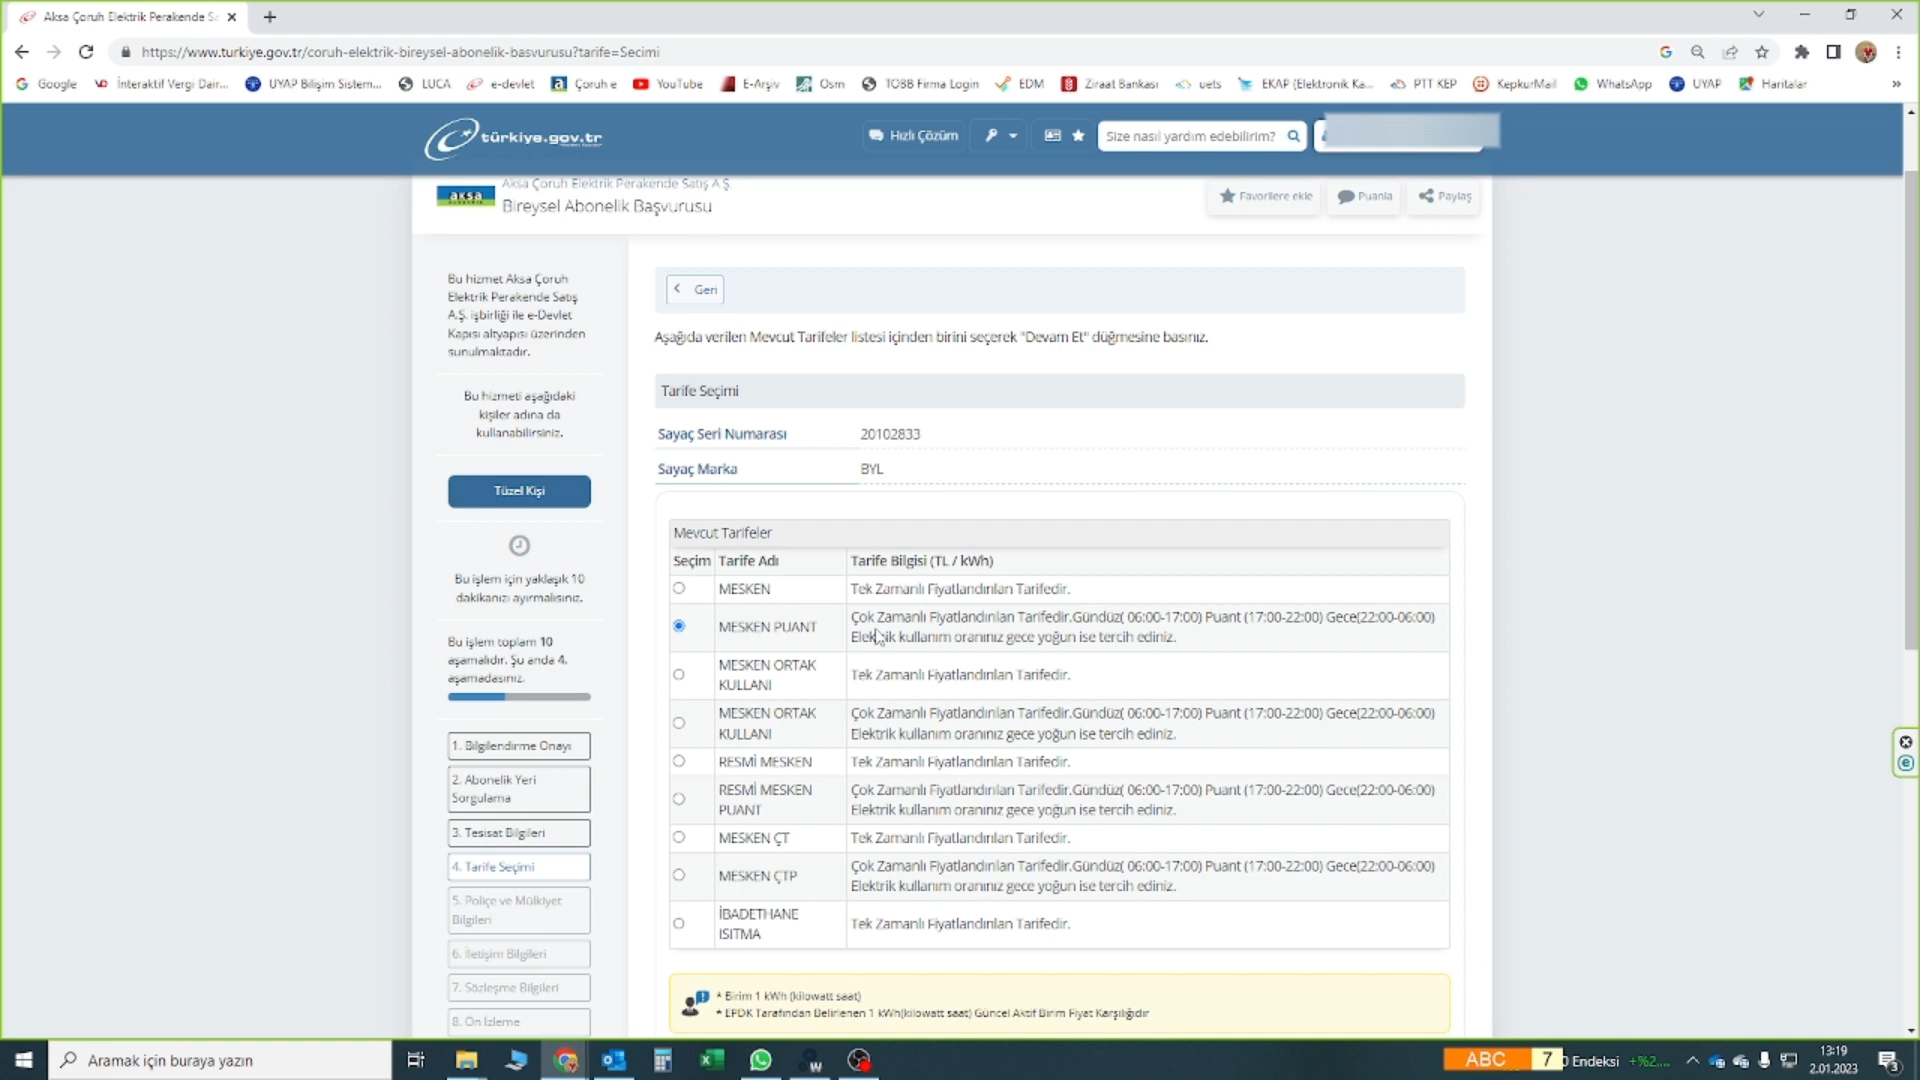 Aksa Çoruh Elektrik Perakende Sa
https://www.turkiye.gov.tr/coruh-elektrik-bireysel-abonelik-basvurusu?tarife=Secimi
Google
İnteraktif Vergi Dair...
UYAP Bilişim Sistem...
LUCA
e-devlet
Çoruh e
YouTube
E-Arşiv
Osm
TOBB Firma Login
EDM
Ziraat Bankası
uets
EKAP (Elektronik Ka...
PTT KEP
KepkurMail
WhatsApp
UYAP
Haritalar
türkiye.gov.tr
Hızlı Çözüm
Size nasıl yardım edebilirim?
aksa
Aksa Çoruh Elektrik Perakende Satış A.Ş.
Bireysel Abonelik Başvurusu
Favorilere ekle
Puanla
Paylaş
Bu hizmet Aksa Çoruh
Elektrik Perakende Satış
A.Ş. işbirliği ile e-Devlet
Kapısı altyapısı üzerinden
sunulmaktadır.
Bu hizmeti aşağıdaki
kişiler adına da
kullanabilirsiniz.
Tüzel Kişi
Bu işlem için yaklaşık 10
dakikanızı ayırmalısınız.
Bu işlem toplam 10
aşamalıdır. Şu anda 4.
aşamadasınız.
1. Bilgilendirme Onayı
2. Abonelik Yeri
Sorgulama
3. Tesisat Bilgileri
4. Tarife Seçimi
5. Poliçe ve Mülkiyet
Bilgileri
6. İletişim Bilgileri
7. Sözleşme Bilgileri
8. Ön İzleme
Geri
Aşağıda verilen Mevcut Tarifeler listesi içinden birini seçerek "Devam Et" düğmesine basınız.
Tarife Seçimi
Sayaç Seri Numarası 20102833
Sayaç Marka BYL
Mevcut Tarifeler
Seçim Tarife Adı Tarife Bilgisi (TL / kWh)
MESKEN Tek Zamanlı Fiyatlandırılan Tarifedir.
MESKEN PUANT Çok Zamanlı Fiyatlandırılan Tarifedir.Gündüz( 06:00-17:00) Puant (17:00-22:00) Gece(22:00-06:00)
Elektrik kullanım oranınız gece yoğun ise tercih ediniz.
MESKEN ORTAK
KULLANI
Tek Zamanlı Fiyatlandırılan Tarifedir.
MESKEN ORTAK
KULLANI
Çok Zamanlı Fiyatlandırılan Tarifedir.Gündüz( 06:00-17:00) Puant (17:00-22:00) Gece(22:00-06:00)
Elektrik kullanım oranınız gece yoğun ise tercih ediniz.
RESMİ MESKEN Tek Zamanlı Fiyatlandırılan Tarifedir.
RESMİ MESKEN
PUANT
Çok Zamanlı Fiyatlandırılan Tarifedir.Gündüz( 06:00-17:00) Puant (17:00-22:00) Gece(22:00-06:00)
Elektrik kullanım oranınız gece yoğun ise tercih ediniz.
MESKEN ÇT Tek Zamanlı Fiyatlandırılan Tarifedir.
MESKEN ÇTP Çok Zamanlı Fiyatlandırılan Tarifedir.Gündüz( 06:00-17:00) Puant (17:00-22:00) Gece(22:00-06:00)
Elektrik kullanım oranınız gece yoğun ise tercih ediniz.
İBADETHANE
ISITMA
Tek Zamanlı Fiyatlandırılan Tarifedir.
* Birim 1 kWh (kilowatt saat)
* EPDK Tarafından Belirlenen 1 kWh(kilowatt saat) Güncel Aktif Birim Fiyat Karşılığıdır
Aramak için buraya yazın
ABC 7
Endeksi +%2...
13:19
2.01.2023
3